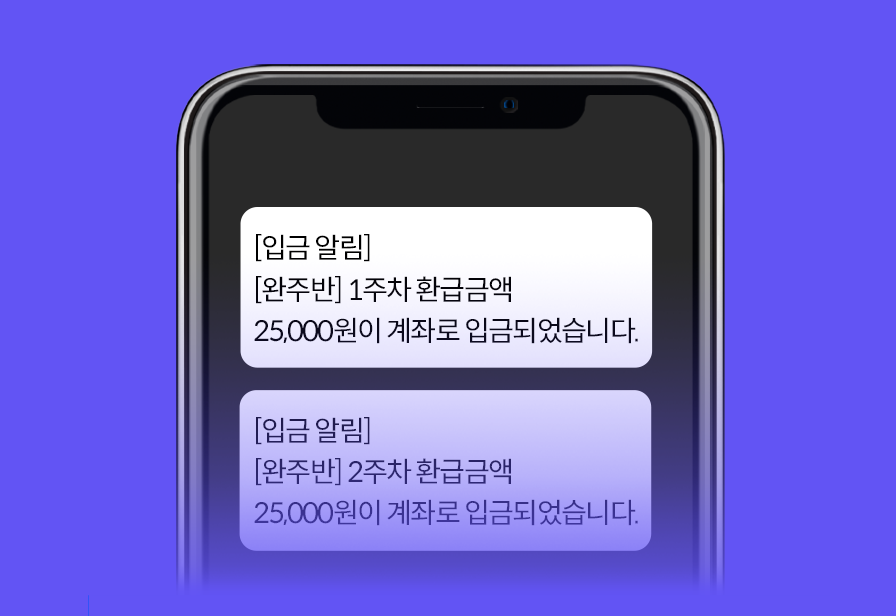 [입금 알림]
[완주반] 1주차 환급금액
25,000원이 계좌로 입금되었습니다.
[입금 알림]
[완주반] 2주차 환급금액
25,000원이 계좌로 입금되었습니다.